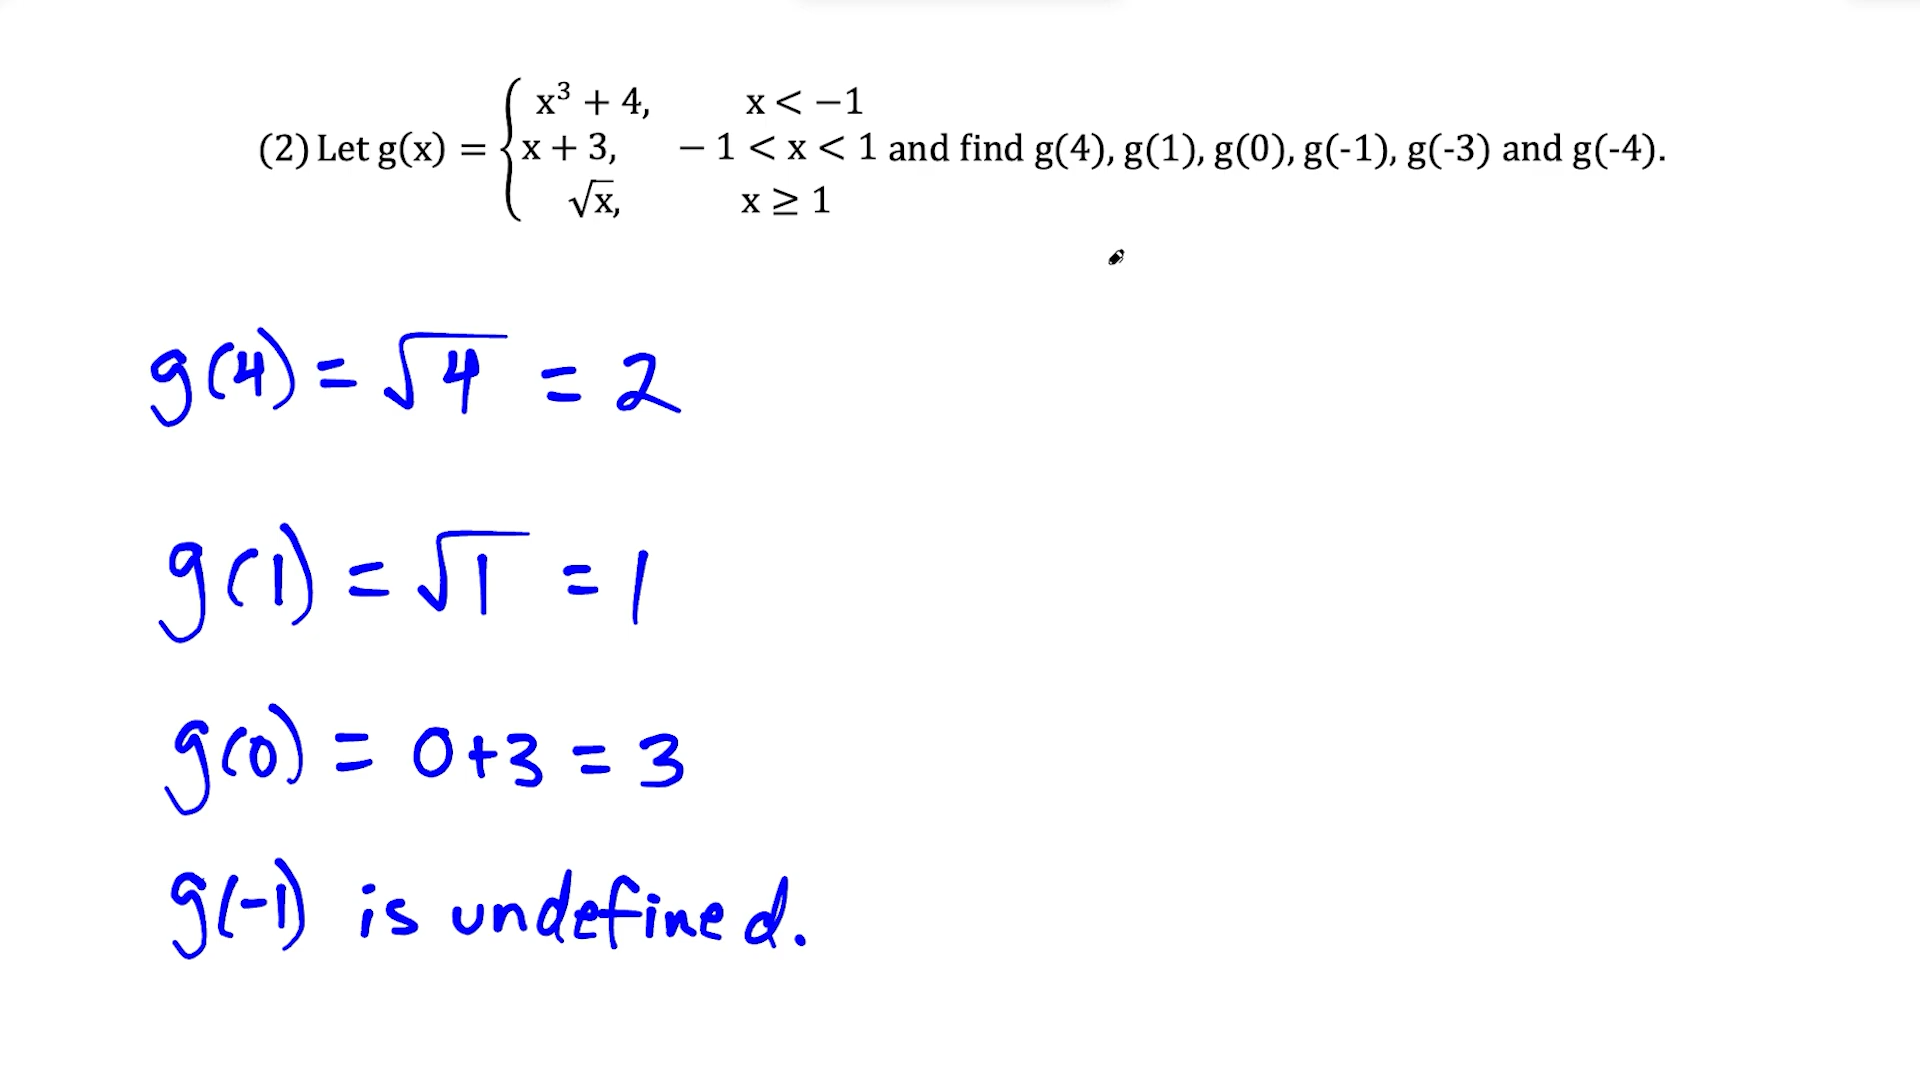 x³ + 4, x < −1
(2) Let g(x) = { x + 3, − 1 < x < 1 and find g(4), g(1), g(0), g(-1), g(-3) and g(-4).
√x, x ≥ 1
g(4) = √4 = 2
g(1) = √1 = 1
g(0) = 0+3 = 3
g(-1) is undefined.